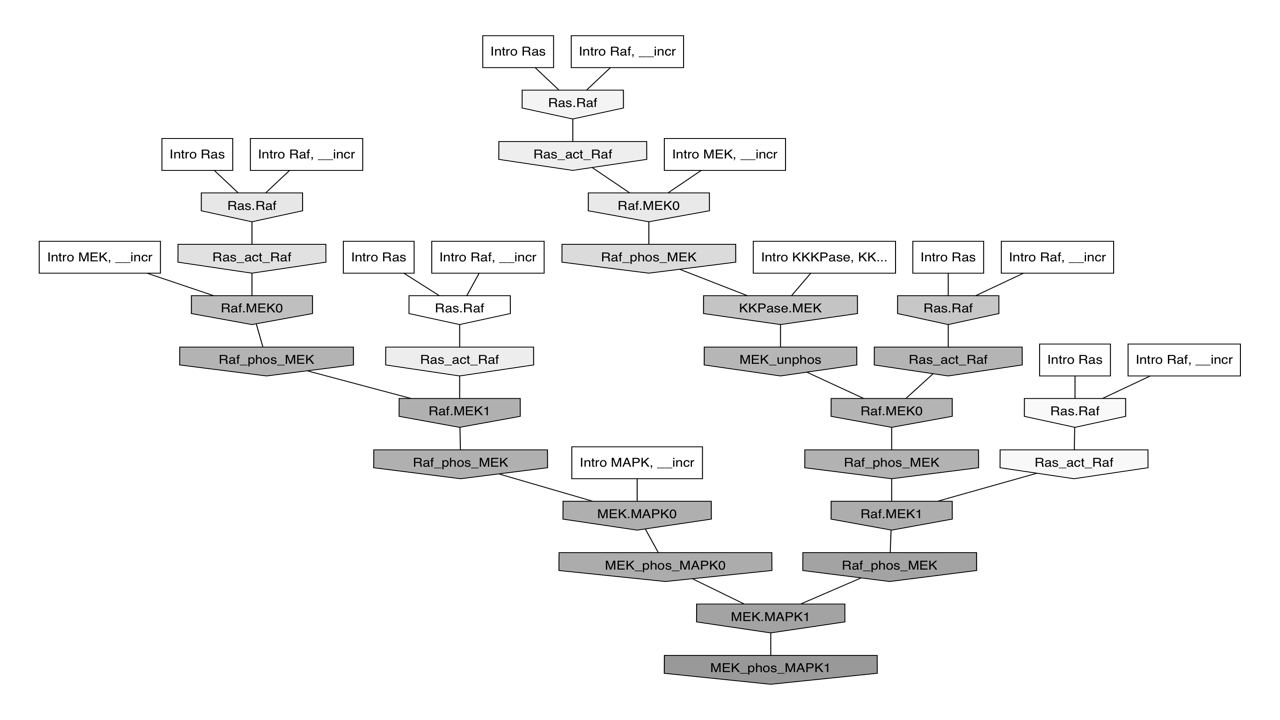 Intro Ras
Intro Raf, __incr
Ras.Raf
Intro Ras
Intro Raf, __incr
Ras_act_Raf
Intro MEK, __incr
Ras.Raf
Raf.MEK0
Intro MEK, __incr
Ras_act_Raf
Intro Ras
Intro Raf, __incr
Raf_phos_MEK
Intro KKKPase, KK...
Intro Ras
Intro Raf, __incr
Raf.MEK0
Ras.Raf
KKPase.MEK
Ras.Raf
Raf_phos_MEK
Ras_act_Raf
MEK_unphos
Ras_act_Raf
Intro Ras
Intro Raf, __incr
Raf.MEK1
Raf.MEK0
Ras.Raf
Raf_phos_MEK
Intro MAPK, __incr
Raf_phos_MEK
Ras_act_Raf
MEK.MAPK0
Raf.MEK1
MEK_phos_MAPK0
Raf_phos_MEK
MEK.MAPK1
MEK_phos_MAPK1